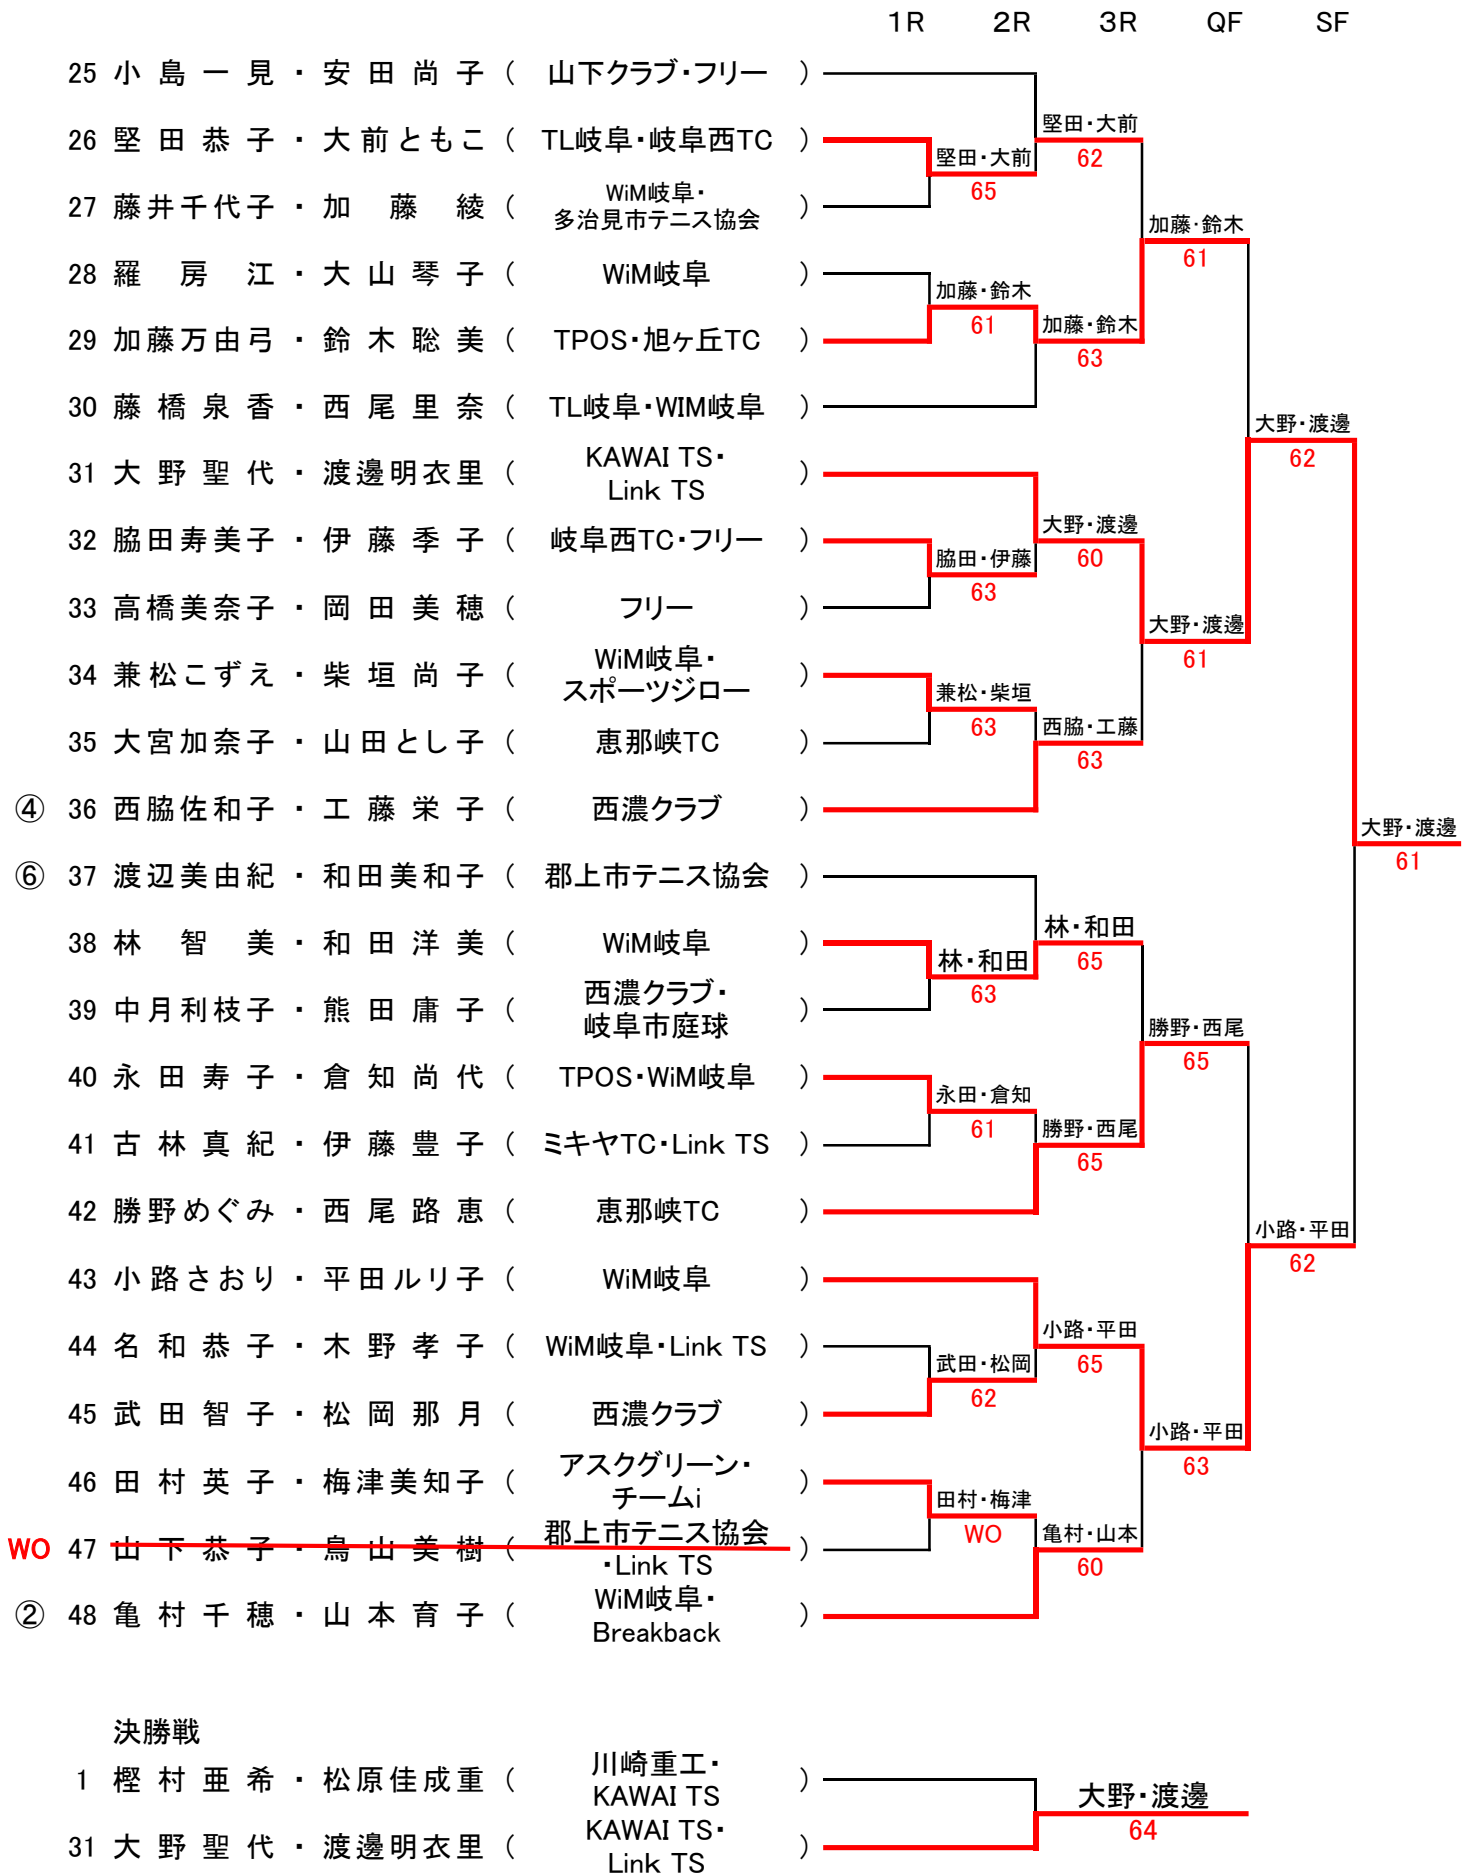 1R 2R 3R QF SF
25 小島一見・安田尚子（ 山下クラブ・フリー ）
堅田・大前
26 堅田恭子・大前ともこ（ TL岐阜・岐阜西TC ） 62
堅田・大前
65
27 藤井千代子・加藤綾（ WiM岐阜・
多治見市テニス協会 ）
加藤・鈴木
61
28 羅房江・大山琴子（ WiM岐阜 ）
加藤・鈴木
61 加藤・鈴木
29 加藤万由弓・鈴木聡美（ TPOS・旭ヶ丘TC ）
63
30 藤橋泉香・西尾里奈（ TL岐阜・WIM岐阜 ）
大野・渡邊
62
31 大野聖代・渡邊明衣里（ KAWAI TS・
Link TS ）
大野・渡邊
32 脇田寿美子・伊藤季子（ 岐阜西TC・フリー ）
脇田・伊藤 60
63
33 高橋美奈子・岡田美穂（ フリー ）
大野・渡邊
61
34 兼松こずえ・柴垣尚子（ WiM岐阜・
スポーツジロー ）
兼松・柴垣
63 西脇・工藤
35 大宮加奈子・山田とし子（ 恵那峡TC ）
63
④ 36 西脇佐和子・工藤栄子（ 西濃クラブ ）
大野・渡邊
61
⑥ 37 渡辺美由紀・和田美和子（ 郡上市テニス協会 ）
林・和田
38 林智美・和田洋美（ WiM岐阜 ）
林・和田 65
63
39 中月利枝子・熊田庸子（ 西濃クラブ・
岐阜市庭球 ）
勝野・西尾
65
40 永田寿子・倉知尚代（ TPOS・WiM岐阜 ）
永田・倉知
61 勝野・西尾
41 古林真紀・伊藤豊子（ ミキヤTC・Link TS ）
65
42 勝野めぐみ・西尾路恵（ 恵那峡TC ）
小路・平田
62
43 小路さおり・平田ルリ子（ WiM岐阜 ）
小路・平田
44 名和恭子・木野孝子（ WiM岐阜・Link TS ）
武田・松岡 65
62
45 武田智子・松岡那月（ 西濃クラブ ）
小路・平田
63
46 田村英子・梅津美知子（ アスクグリーン・
チームi ）
田村・梅津
WO 亀村・山本
WO 47 山下恭子・鳥山美樹（ 郡上市テニス協会
・Link TS ）
60
② 48 亀村千穂・山本育子（ WiM岐阜・
Breakback ）
決勝戦
1 樫村亜希・松原佳成重（ 川崎重工・
KAWAI TS ）
大野・渡邊
64
31 大野聖代・渡邊明衣里（ KAWAI TS・
Link TS ）